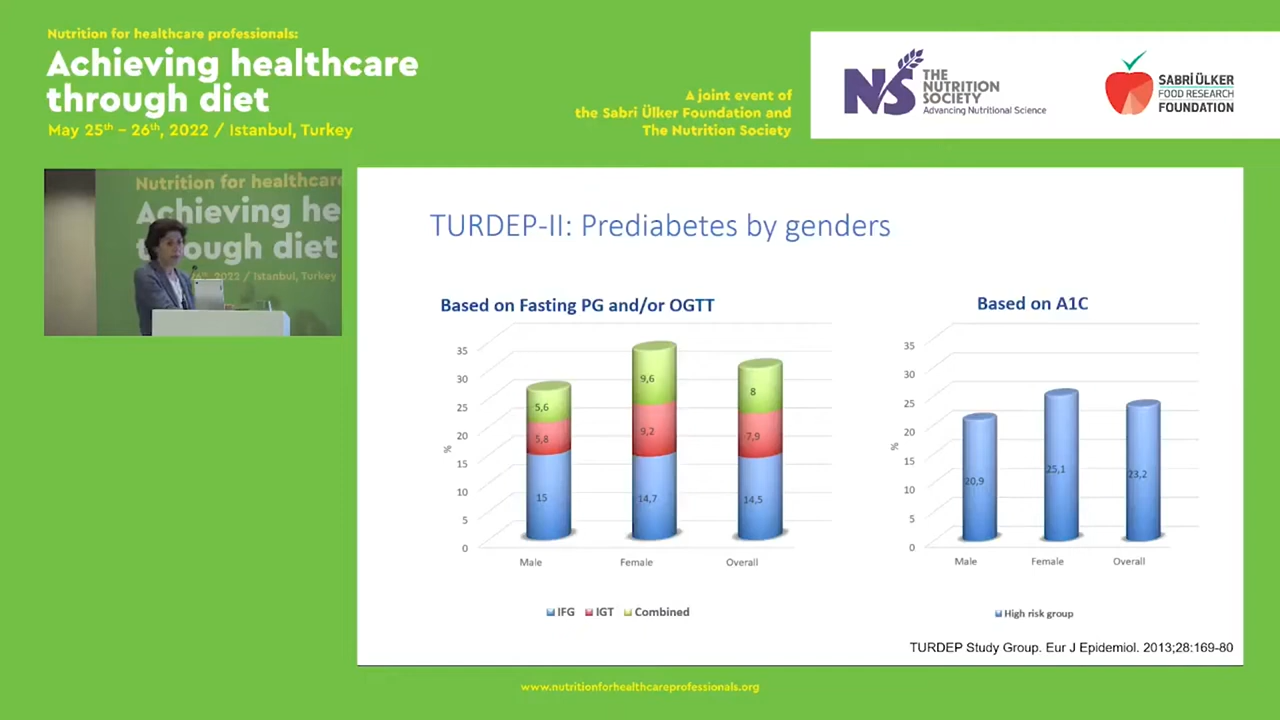 Nutrition for healthcare professionals:
Achieving healthcare
through diet
May 25th – 26th, 2022 / Istanbul, Turkey
A joint event of
the Sabri Ülker Foundation and
The Nutrition Society
NS
THE
NUTRITION
SOCIETY
Advancing Nutritional Science
SABRİ ÜLKER
FOOD RESEARCH
FOUNDATION
Nutrition for healthcare
Achieving he
through diet
2022 / Istanbul, Turkey
TURDEP-II: Prediabetes by genders
Based on Fasting PG and/or OGTT
35
30
25
20
15
10
5
0
%
5,6
5,8
15
9,6
9,2
14,7
8
7,9
14,5
Male Female Overall
IFG IGT Combined
Based on A1C
35
30
25
20
15
10
5
0
%
20,9
25,1
23,2
Male Female Overall
High risk group
TURDEP Study Group. Eur J Epidemiol. 2013;28:169-80
www.nutritionforhealthcareprofessionals.org